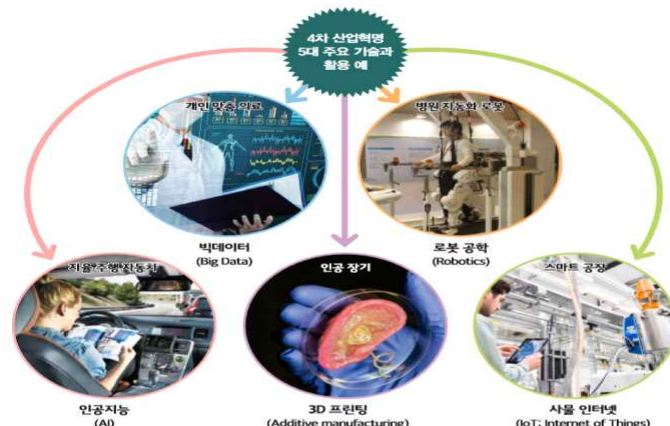 4차 산업혁명
5대 주요 기술과
활용 예
개인 맞춤 의료
병원 자동화 로봇
빅데이터
(Big Data)
로봇 공학
(Robotics)
자율 주행 자동차
인공 장기
스마트 공장
인공지능
(AI)
3D 프린팅
(Additive manufacturing)
사물 인터넷
(IoT; Internet of Things)